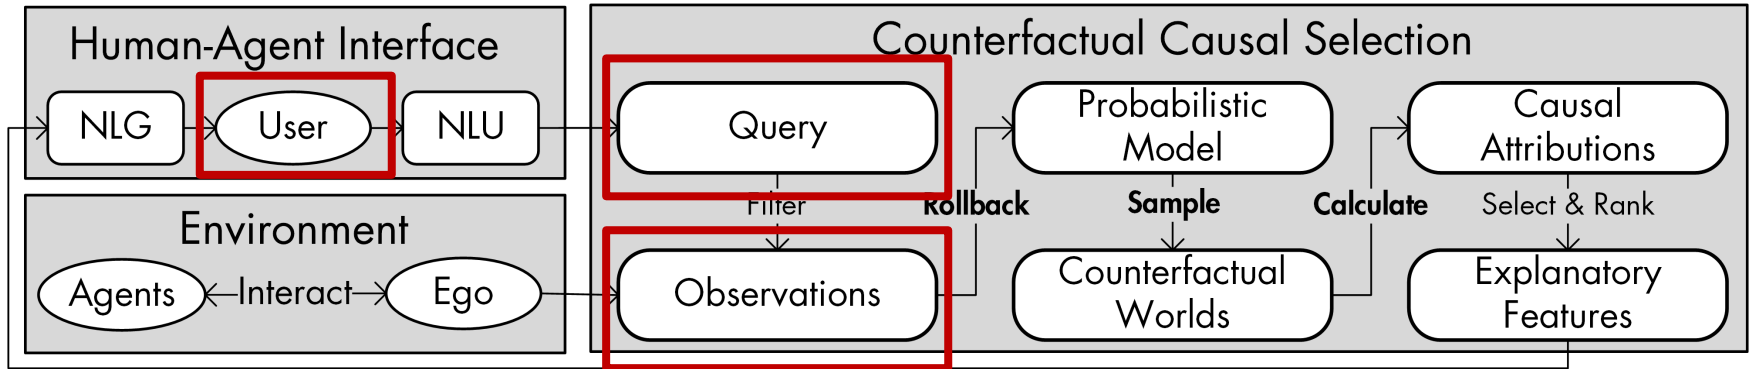 Human-Agent Interface
NLG
User
NLU
Environment
Agents
Interact
Ego
Counterfactual Causal Selection
Query
Filter
Observations
Rollback
Probabilistic
Model
Sample
Counterfactual
Worlds
Calculate
Causal
Attributions
Select & Rank
Explanatory
Features